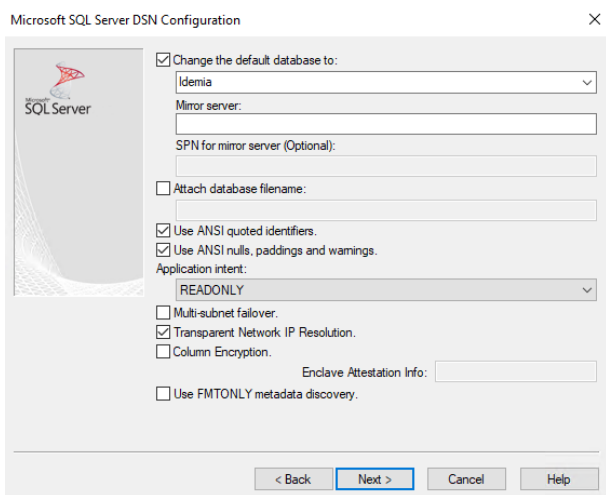 Microsoft SQL Server DSN Configuration
Microsoft
SQL Server
Change the default database to:
Idemia
Mirror server:
SPN for mirror server (Optional):
Attach database filename:
Use ANSI quoted identifiers.
Use ANSI nulls, paddings and warnings.
Application intent:
READONLY
Multi-subnet failover.
Transparent Network IP Resolution.
Column Encryption.
Enclave Attestation Info:
Use FMTONLY metadata discovery.
< Back Next > Cancel Help